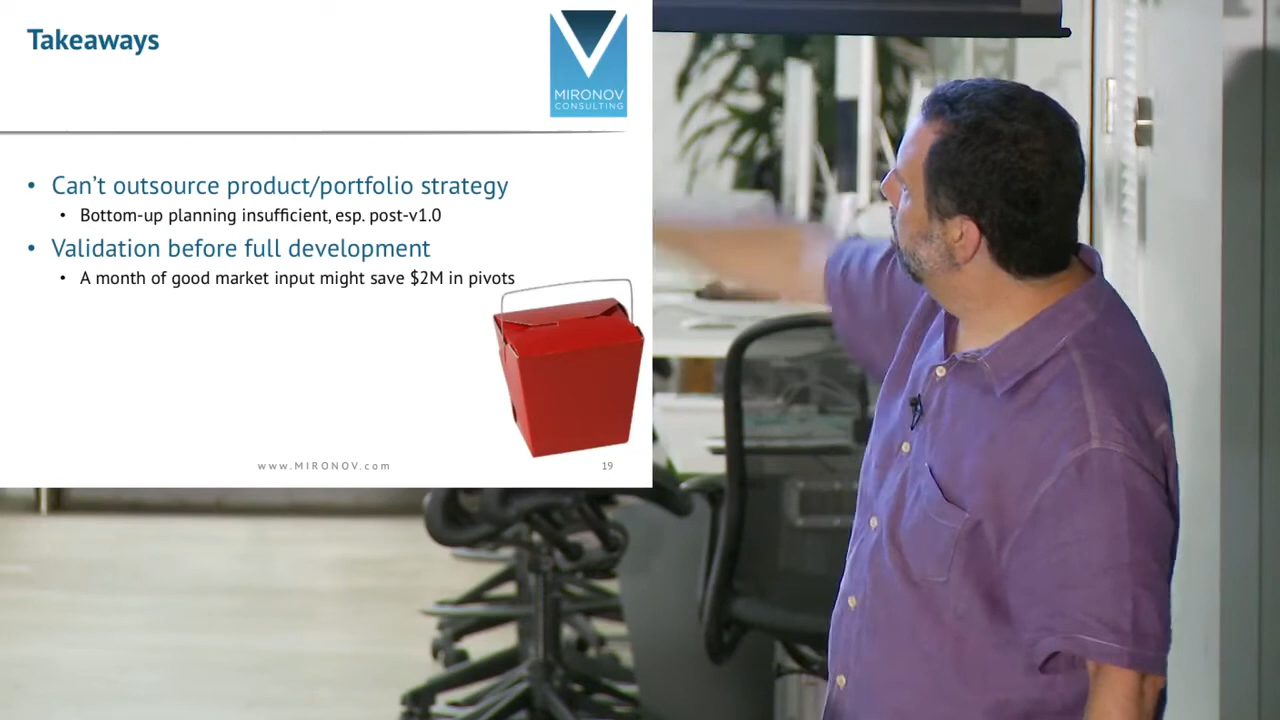 Takeaways
MIRONOV
CONSULTING
• Can't outsource product/portfolio strategy
• Bottom-up planning insufficient, esp. post-v1.0
• Validation before full development
• A month of good market input might save $2M in pivots
www.MIRONOV.com
19